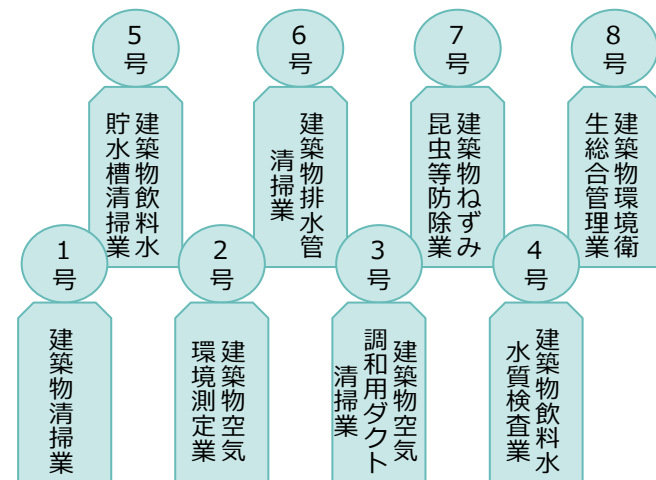 5
号
建築物飲料水
貯水槽清掃業
6
号
建築物排水管
清掃業
7
号
建築物ねずみ
昆虫等防除業
8
号
建築物環境衛
生総合管理業
1
号
建築物清掃業
2
号
建築物空気
環境測定業
3
号
建築物空気
調和用ダクト
清掃業
4
号
建築物飲料水
水質検査業